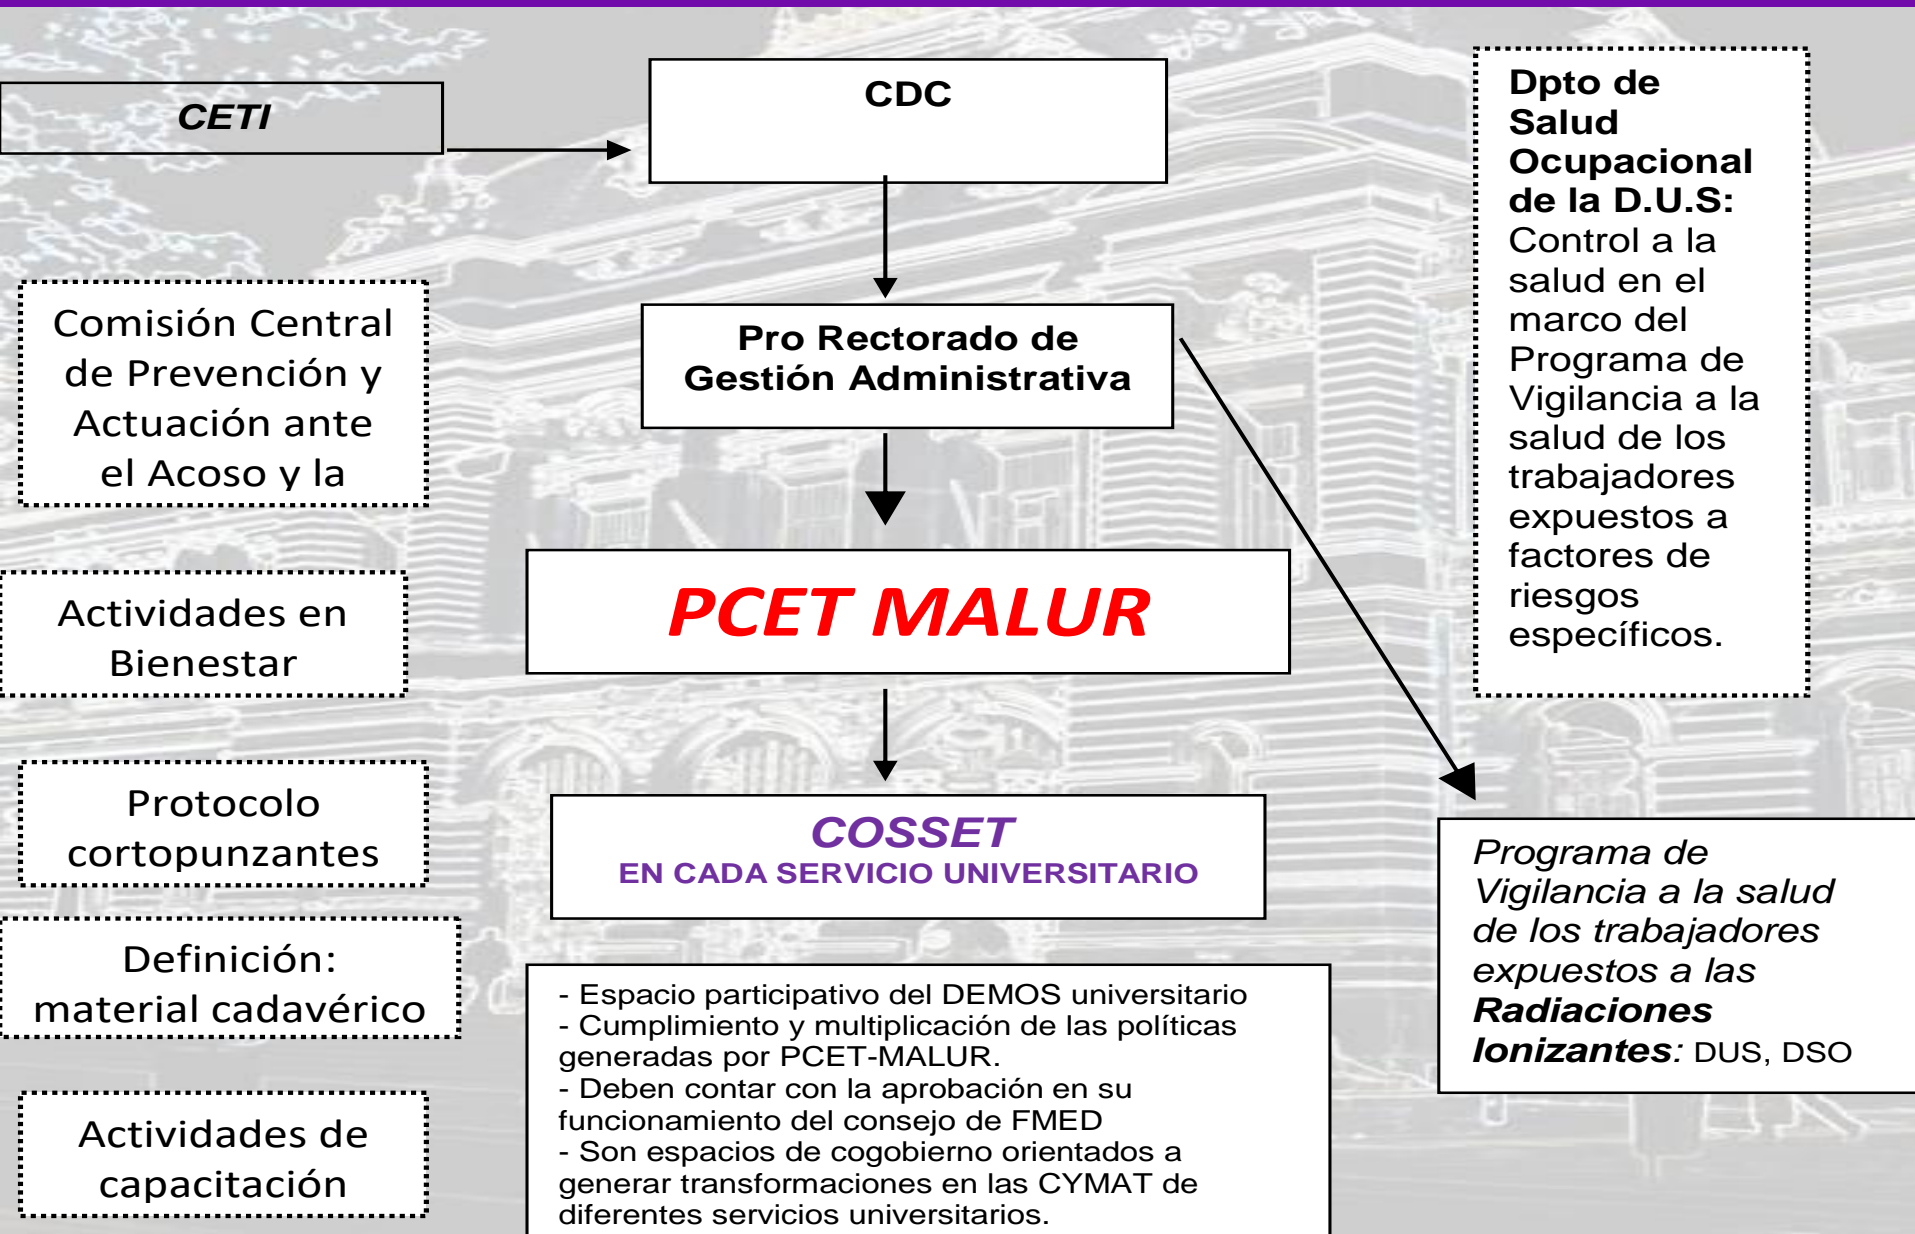 CETI
CDC
Pro Rectorado de
Gestión Administrativa
PCET MALUR
COSSET
EN CADA SERVICIO UNIVERSITARIO
- Espacio participativo del DEMOS universitario
- Cumplimiento y multiplicación de las políticas
generadas por PCET-MALUR.
- Deben contar con la aprobación en su
funcionamiento del consejo de FMED
- Son espacios de cogobierno orientados a
generar transformaciones en las CYMAT de
diferentes servicios universitarios.
Comisión Central
de Prevención y
Actuación ante
el Acoso y la
Actividades en
Bienestar
Protocolo
cortopunzantes
Definición:
material cadavérico
Actividades de
capacitación
Dpto de
Salud
Ocupacional
de la D.U.S:
Control a la
salud en el
marco del
Programa de
Vigilancia a la
salud de los
trabajadores
expuestos a
factores de
riesgos
específicos.
Programa de
Vigilancia a la salud
de los trabajadores
expuestos a las
Radiaciones
Ionizantes: DUS, DSO